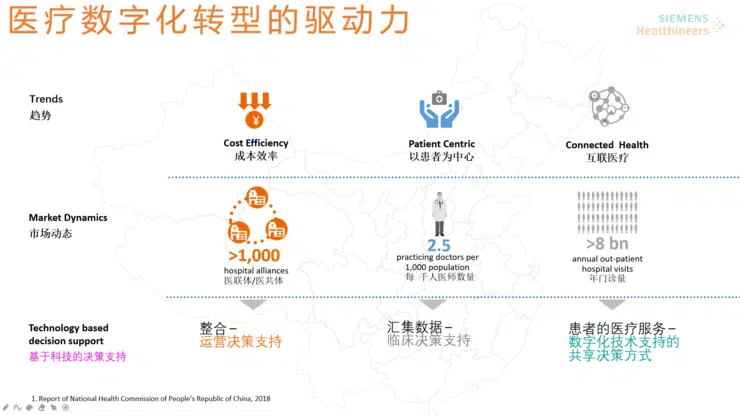 医疗数字化转型的驱动力
SIEMENS
Healthineers
Trends
趋势
¥
Cost Efficiency
成本效率
Patient Centric
以患者为中心
Connected Health
互联医疗
Market Dynamics
市场动态
>1,000
hospital alliances
医联体/医共体
2.5
practicing doctors per
1,000 population
每 千人医师数量
>8 bn
annual out-patient
hospital visits
年门诊量
Technology based
decision support
基于科技的决策支持
整合 –
运营决策支持
汇集数据 –
临床决策支持
患者的医疗服务 –
数字化技术支持的
共享决策方式
1. Report of National Health Commission of People's Republic of China, 2018